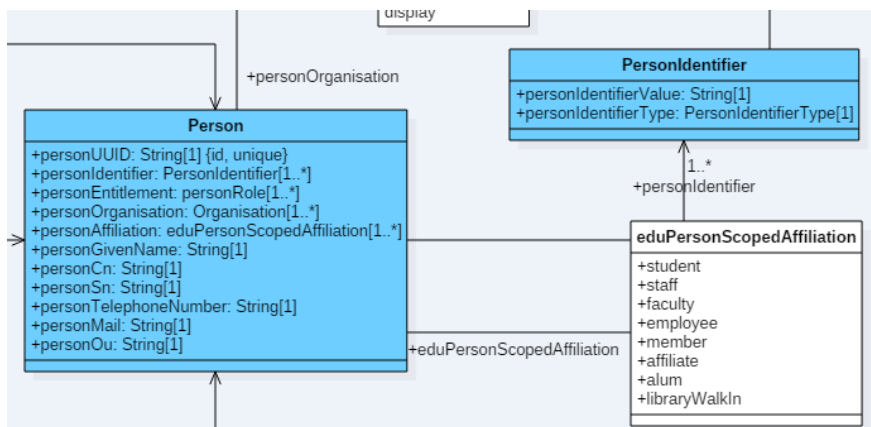 display
+personOrganisation
PersonIdentifier
+personIdentifierValue: String[1]
+personIdentifierType: PersonIdentifierType[1]
Person
+personUUID: String[1] {id, unique}
+personIdentifier: PersonIdentifier[1..*]
+personEntitlement: personRole[1..*]
+personOrganisation: Organisation[1..*]
+personAffiliation: eduPersonScopedAffiliation[1..*]
+personGivenName: String[1]
+personCn: String[1]
+personSn: String[1]
+personTelephoneNumber: String[1]
+personMail: String[1]
+personOu: String[1]
1..*
+personIdentifier
eduPersonScopedAffiliation
+student
+staff
+faculty
+employee
+member
+affiliate
+alum
+libraryWalkIn
+eduPersonScopedAffiliation